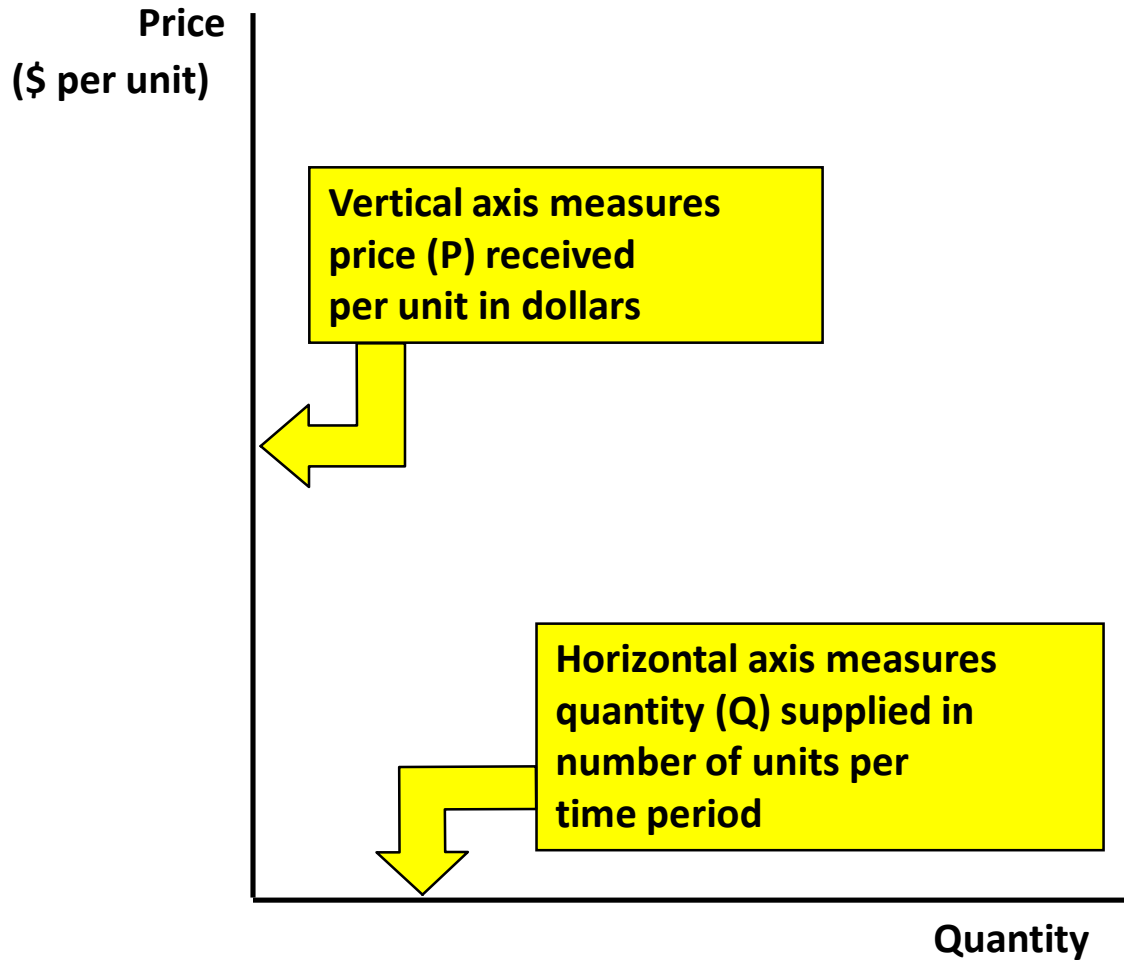 Price
($ per unit)
Vertical axis measures
price (P) received
per unit in dollars
Horizontal axis measures
quantity (Q) supplied in
number of units per
time period
Quantity